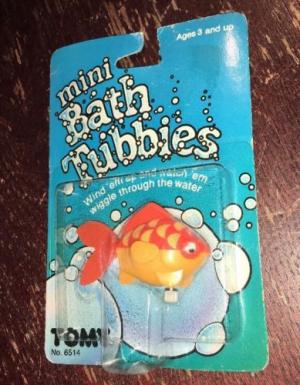 Ages 3 and up
mini
Bath
Tubbies
Wind 'em up and watch 'em
wiggle through the water
TOMY
No. 6514